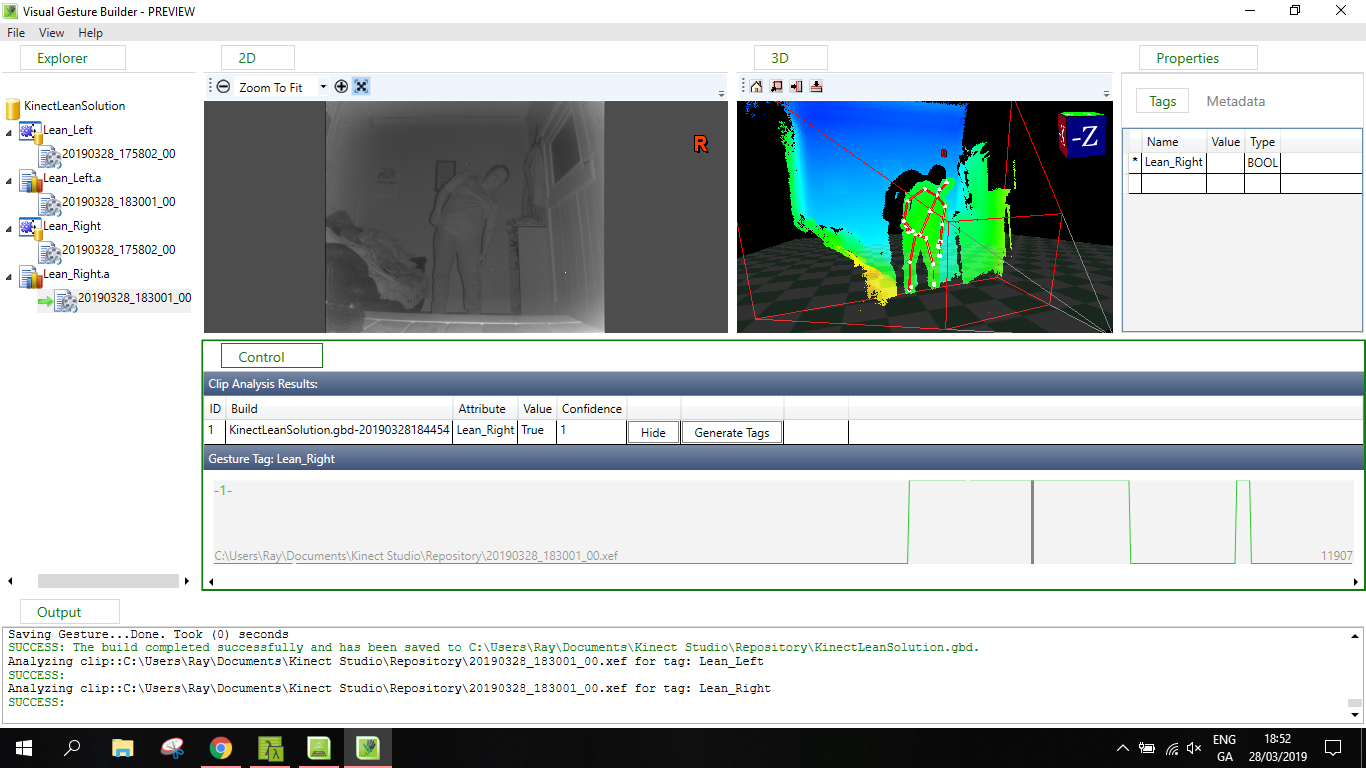 Visual Gesture Builder - PREVIEW
File View Help
Explorer
2D
3D
Properties
Zoom To Fit
KinectLeanSolution
Lean_Left
20190328_175802_00
Lean_Left.a
20190328_183001_00
Lean_Right
20190328_175802_00
Lean_Right.a
20190328_183001_00
R
-Z
Tags Metadata
Name Value Type
* Lean_Right BOOL
Control
Clip Analysis Results:
ID Build Attribute Value Confidence
1 KinectLeanSolution.gbd-20190328184454 Lean_Right True 1 Hide Generate Tags
Gesture Tag: Lean_Right
-1-
C:\Users\Ray\Documents\Kinect Studio\Repository\20190328_183001_00.xef 11907
Output
Saving Gesture...Done. Took (0) seconds
SUCCESS: The build completed successfully and has been saved to C:\Users\Ray\Documents\Kinect Studio\Repository\KinectLeanSolution.gbd.
Analyzing clip::C:\Users\Ray\Documents\Kinect Studio\Repository\20190328_183001_00.xef for tag: Lean_Left
SUCCESS:
Analyzing clip::C:\Users\Ray\Documents\Kinect Studio\Repository\20190328_183001_00.xef for tag: Lean_Right
SUCCESS:
ENG
GA
18:52
28/03/2019